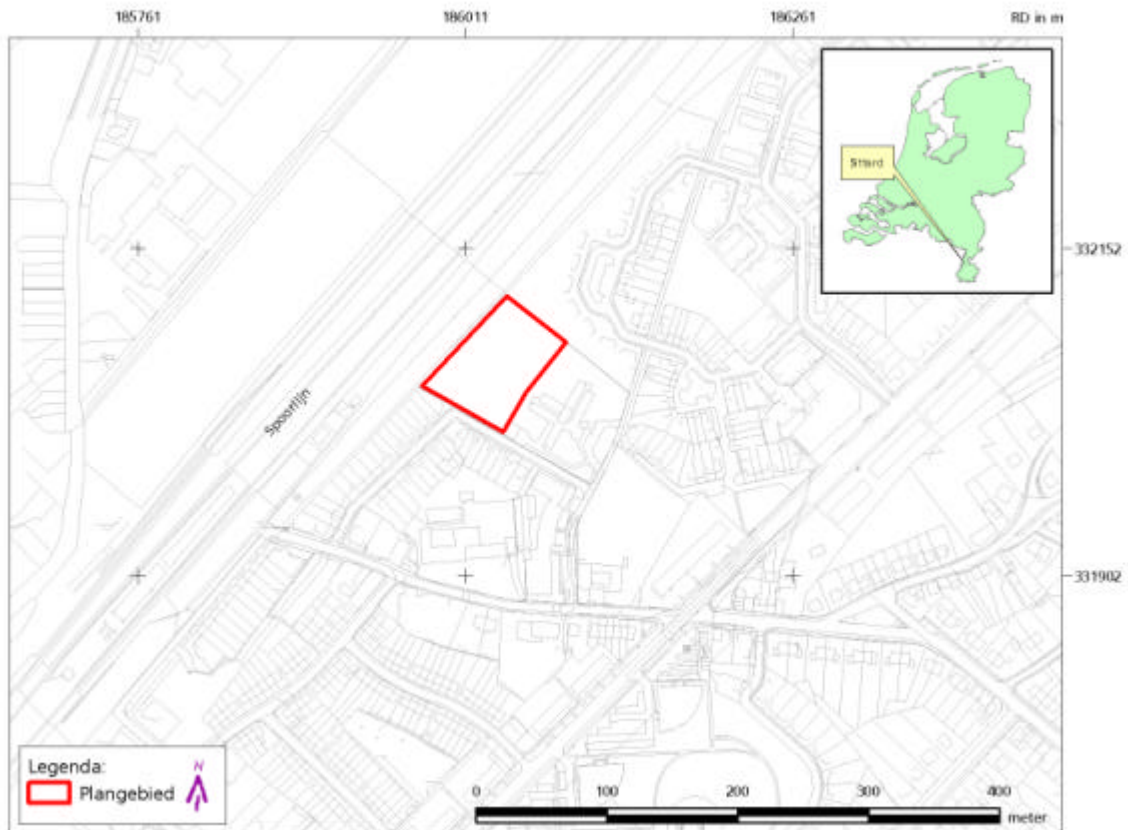 185761 186011 186261 RD in m
Sittard
332152
Spoorlijn
331902
Legenda:
N
Plangebied
0 100 200 300 400
meter